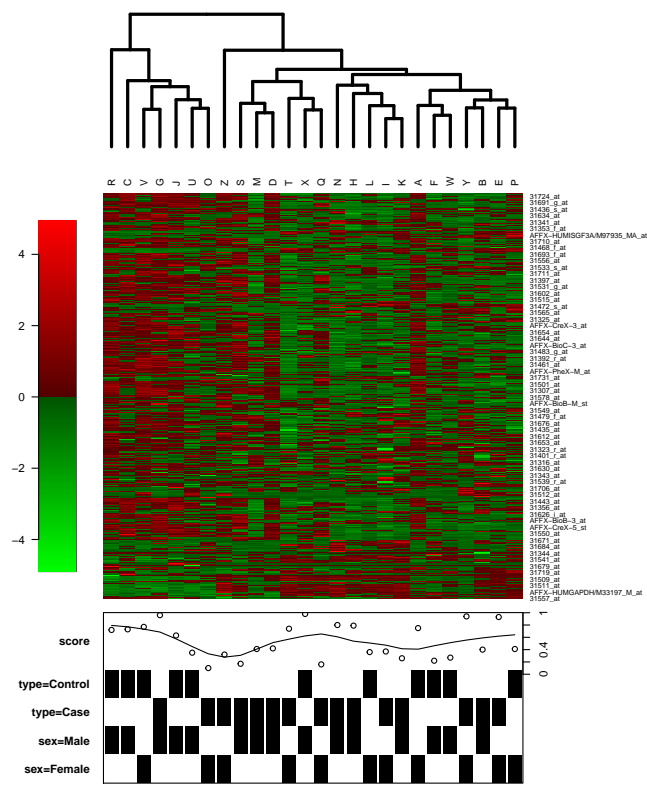 R C V G J U O Z S M D T X Q N H L I K A F W Y B E P
31724_at
31691_g_at
31436_s_at
31634_at
31341_at
31353_f_at
AFFX−HUMISGF3A/M97935_MA_at
31710_at
31468_f_at
31693_f_at
31556_at
31533_s_at
31711_at
31397_at
31531_g_at
31602_at
31515_at
31472_s_at
31565_at
31325_at
AFFX−CreX−3_at
31654_at
31644_at
AFFX−BioC−3_at
31483_g_at
31392_r_at
31461_at
AFFX−PheX−M_at
31731_at
31501_at
31307_at
31578_at
AFFX−BioB−M_st
31549_at
31479_f_at
31676_at
31435_at
31612_at
31653_at
31323_r_at
31401_r_at
31316_at
31630_at
31343_at
31539_r_at
31706_at
31512_at
31443_at
31356_at
31626_i_at
AFFX−BioB−3_at
AFFX−CreX−5_st
31550_at
31671_at
31684_at
31344_at
31541_at
31679_at
31719_at
31509_at
31511_at
AFFX−HUMGAPDH/M33197_M_at
31557_at
4
2
0
−2
−4
score
0 0.4 1
type=Control
type=Case
sex=Male
sex=Female